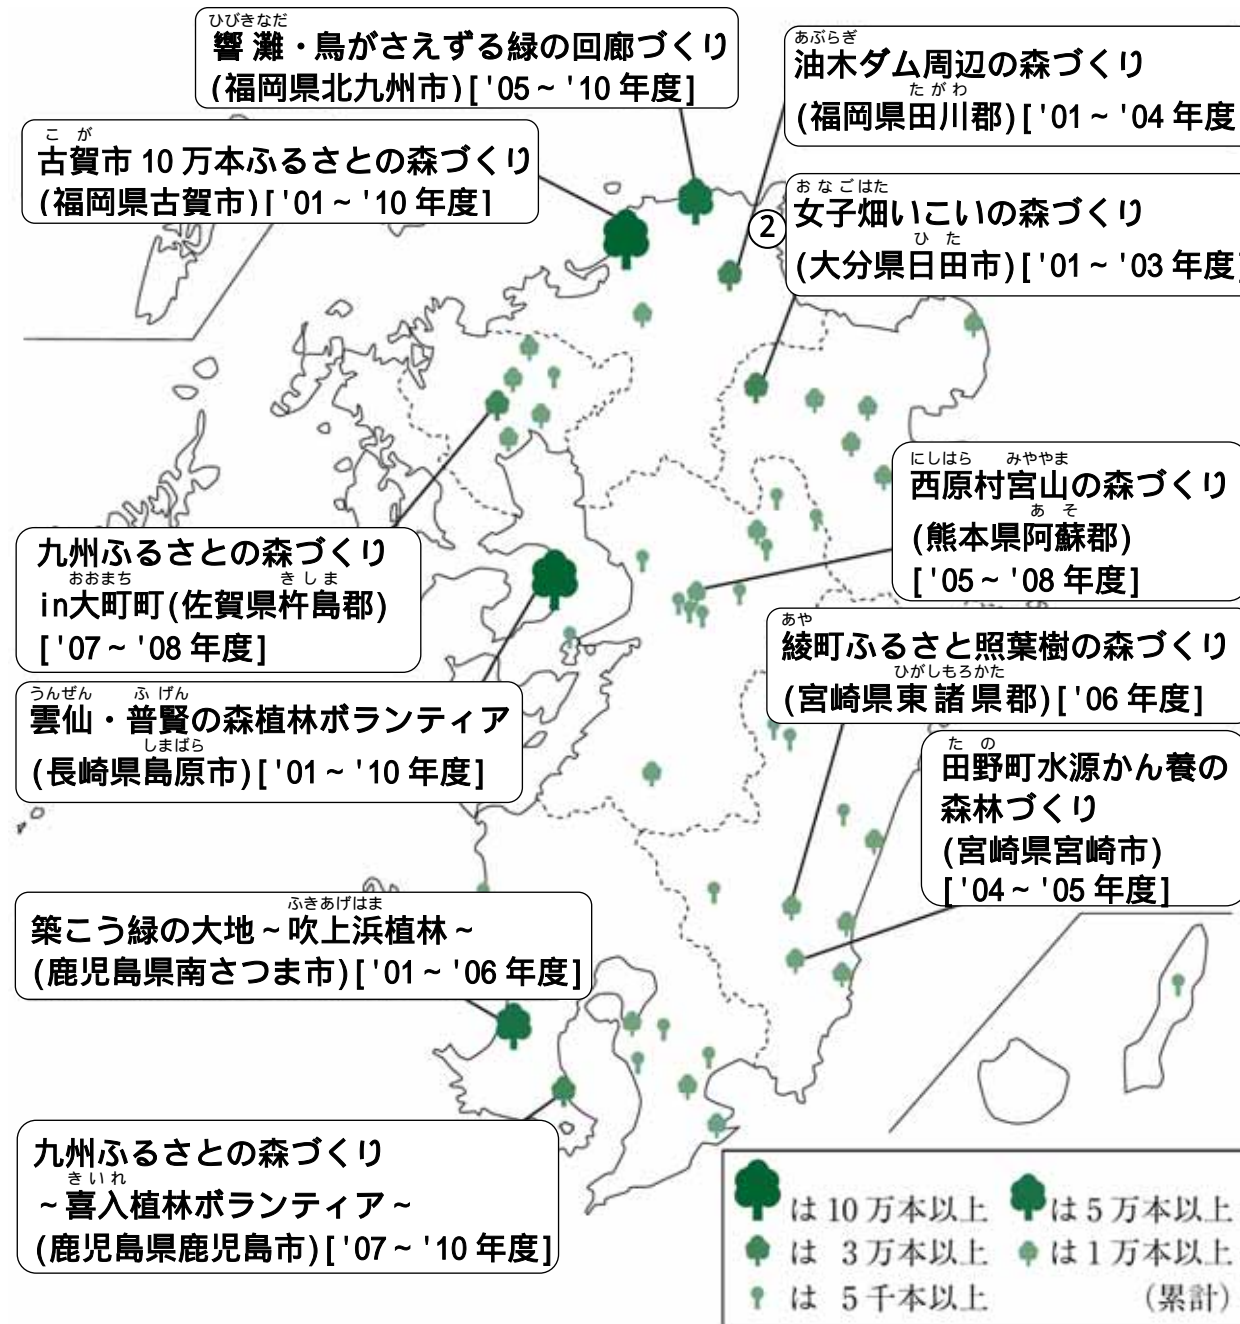 ひびきなだ
響灘・鳥がさえずる緑の回廊づくり
(福岡県北九州市)['05~'10年度]
あぶらぎ
油木ダム周辺の森づくり
たがわ
(福岡県田川郡)['01~'04年度
こが
古賀市10万本ふるさとの森づくり
(福岡県古賀市)['01~'10年度]
②
おなごはた
女子畑いこいの森づくり
ひた
(大分県日田市)['01~'03年度]
にしはら みややま
西原村宮山の森づくり
あそ
(熊本県阿蘇郡)
['05~'08年度]
九州ふるさとの森づくり
おおまち きしま
in大町町(佐賀県杵島郡)
['07~'08年度]
あや
綾町ふるさと照葉樹の森づくり
ひがしもろかた
(宮崎県東諸県郡)['06年度]
うんぜん ふげん
雲仙・普賢の森植林ボランティア
しまばら
(長崎県島原市)['01~'10年度]
たの
田野町水源かん養の
森林づくり
(宮崎県宮崎市)
['04~'05年度]
ふきあげはま
築こう緑の大地~吹上浜植林~
(鹿児島県南さつま市)['01~'06年度]
九州ふるさとの森づくり
きいれ
~喜入植林ボランティア~
(鹿児島県鹿児島市)['07~'10年度]
は10万本以上 は5万本以上
は 3万本以上 は1万本以上
は 5千本以上 (累計)